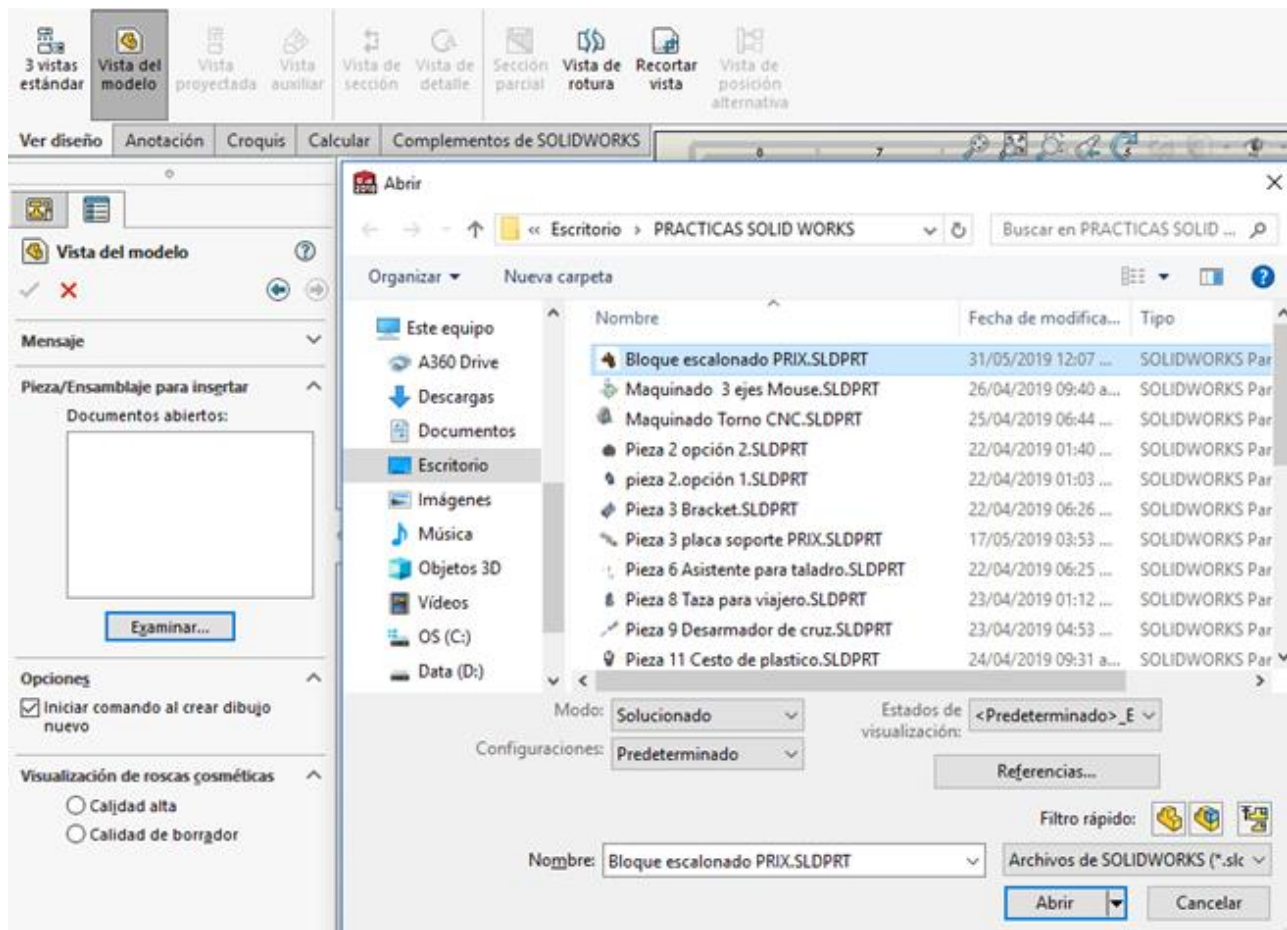 3 vistas estándar
Vista del modelo
Vista proyectada
Vista auxiliar
Vista de sección
Vista de detalle
Sección parcial
Vista de rotura
Recortar vista
Vista de posición alternativa
Ver diseño Anotación Croquis Calcular Complementos de SOLIDWORKS
6 7
Vista del modelo
Mensaje
Pieza/Ensamblaje para insertar
Documentos abiertos:
Examinar...
Opciones
Iniciar comando al crear dibujo
nuevo
Visualización de roscas cosméticas
Calidad alta
Calidad de borrador
Abrir
« Escritorio › PRACTICAS SOLID WORKS
Buscar en PRACTICAS SOLID ...
Organizar Nueva carpeta
Este equipo
A360 Drive
Descargas
Documentos
Escritorio
Imágenes
Música
Objetos 3D
Vídeos
OS (C:)
Data (D:)
Nombre Fecha de modifica... Tipo
Bloque escalonado PRIX.SLDPRT 31/05/2019 12:07 ... SOLIDWORKS Par
Maquinado 3 ejes Mouse.SLDPRT 26/04/2019 09:40 a... SOLIDWORKS Par
Maquinado Torno CNC.SLDPRT 25/04/2019 06:44 ... SOLIDWORKS Par
Pieza 2 opción 2.SLDPRT 22/04/2019 01:40 ... SOLIDWORKS Par
pieza 2.opción 1.SLDPRT 22/04/2019 01:03 ... SOLIDWORKS Par
Pieza 3 Bracket.SLDPRT 22/04/2019 06:26 ... SOLIDWORKS Par
Pieza 3 placa soporte PRIX.SLDPRT 17/05/2019 03:53 ... SOLIDWORKS Par
Pieza 6 Asistente para taladro.SLDPRT 22/04/2019 06:25 ... SOLIDWORKS Par
Pieza 8 Taza para viajero.SLDPRT 23/04/2019 01:12 ... SOLIDWORKS Par
Pieza 9 Desarmador de cruz.SLDPRT 23/04/2019 04:53 ... SOLIDWORKS Par
Pieza 11 Cesto de plastico.SLDPRT 24/04/2019 09:31 a... SOLIDWORKS Par
Modo: Solucionado
Estados de visualización: <Predeterminado>_E
Configuraciones: Predeterminado
Referencias...
Filtro rápido:
Nombre: Bloque escalonado PRIX.SLDPRT
Archivos de SOLIDWORKS (*.slc
Abrir Cancelar